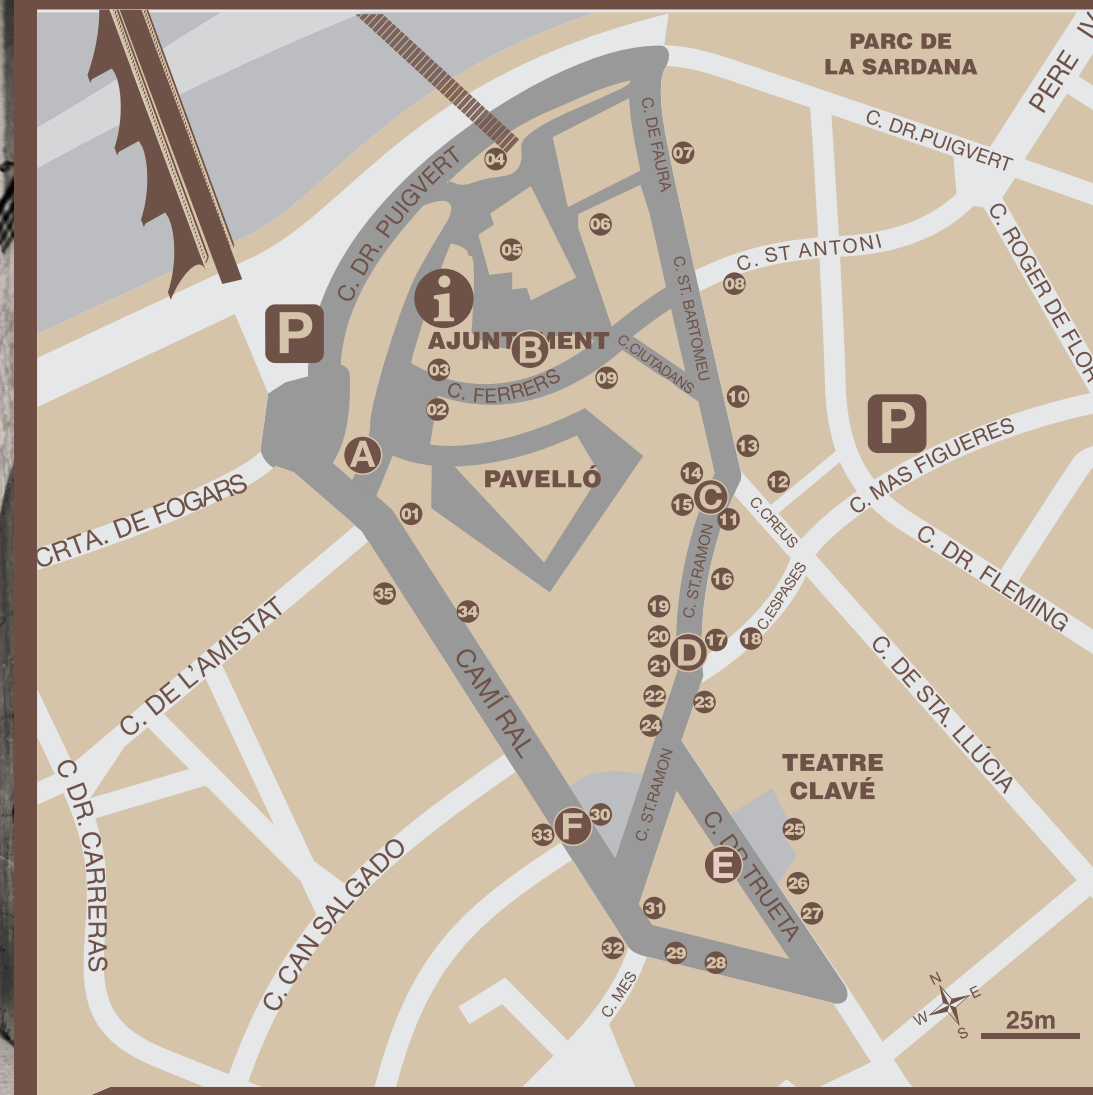 PARC DE
LA SARDANA
PERE IV
C. DR.PUIGVERT
C. DE FAURA
04
07
C. DR. PUIGVERT
C. ROGER DE FLOR
06
05
C. ST ANTONI
08
i
P
C. ST. BARTOMEU
AJUNTAMENT
B
C.CIUTADANS
03
C. FERRERS
09
10
02
P
C. MAS FIGUERES
A
13
PAVELLÓ
14
12
C
15
11
01
CRTA. DE FOGARS
C.CREUS
C. ST.RAMON
C. DR. FLEMING
16
C.ESPASES
35
34
19
20
17
18
D
21
C. DE L'AMISTAT
CAMÍ RAL
C. DE STA. LLÚCIA
22
23
24
C. ST.RAMON
TEATRE
CLAVÉ
C DR. CARRERAS
30
F
33
25
C. DR TRUETA
E
26
27
C. CAN SALGADO
31
32
29
28
C. MES
N
E
W
S
25m